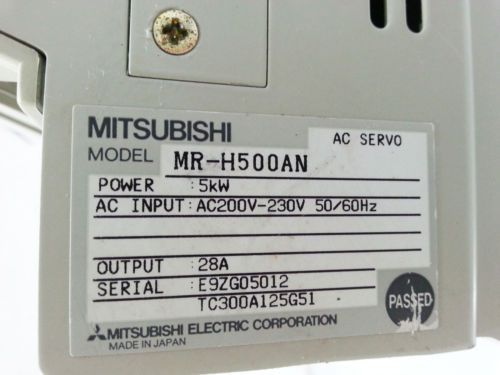 MITSUBISHI
AC SERVO
MODEL MR-H500AN
POWER :5kW
AC INPUT:AC200V-230V 50/60Hz
OUTPUT :28A
SERIAL :E9ZG05012
TC300A125G51
PASSED
MITSUBISHI ELECTRIC CORPORATION
MADE IN JAPAN